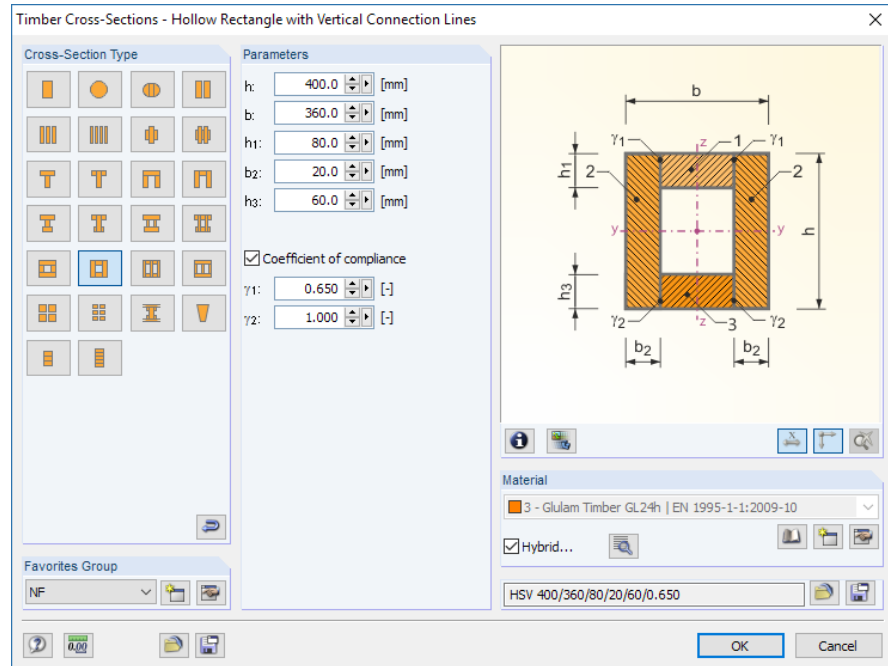 Timber Cross-Sections - Hollow Rectangle with Vertical Connection Lines
Cross-Section Type
Parameters
h: 400.0 [mm]
b: 360.0 [mm]
h1: 80.0 [mm]
b2: 20.0 [mm]
h3: 60.0 [mm]
Coefficient of compliance
γ1: 0.650 [-]
γ2: 1.000 [-]
b
γ1 z 1 γ1
h1 2 2
y y h
h3
γ2 z 3 γ2
b2 b2
i
x
Material
3 - Glulam Timber GL24h | EN 1995-1-1:2009-10
Hybrid...
Favorites Group
NF
HSV 400/360/80/20/60/0.650
? 0.00
OK Cancel